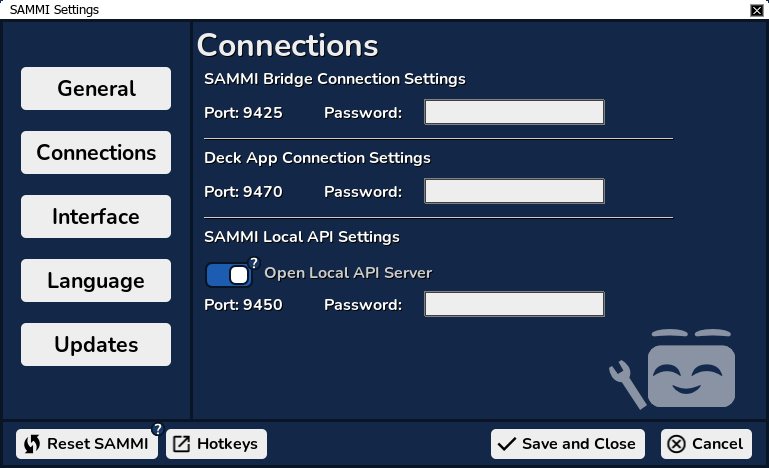 SAMMI Settings
Connections
SAMMI Bridge Connection Settings
General
Port: 9425 Password:
Connections
Deck App Connection Settings
Port: 9470 Password:
Interface
SAMMI Local API Settings
? Open Local API Server
Language
Port: 9450 Password:
Updates
Reset SAMMI ? Hotkeys Save and Close Cancel